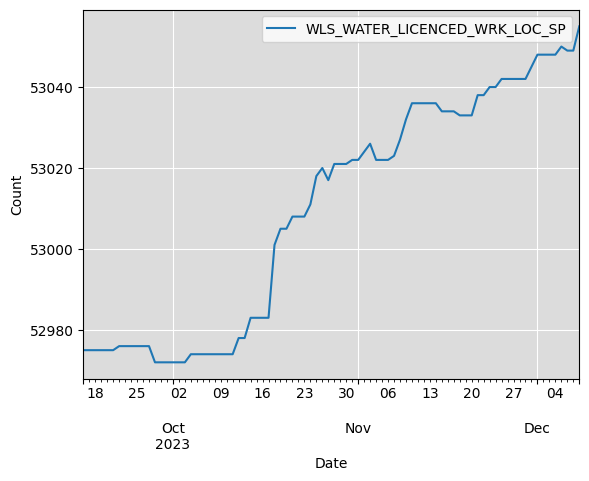 WLS_WATER_LICENCED_WRK_LOC_SP
53040
53020
53000
52980
Count
18 25 02 09 16 23 30 06 13 20 27 04
Oct Nov Dec
2023
Date